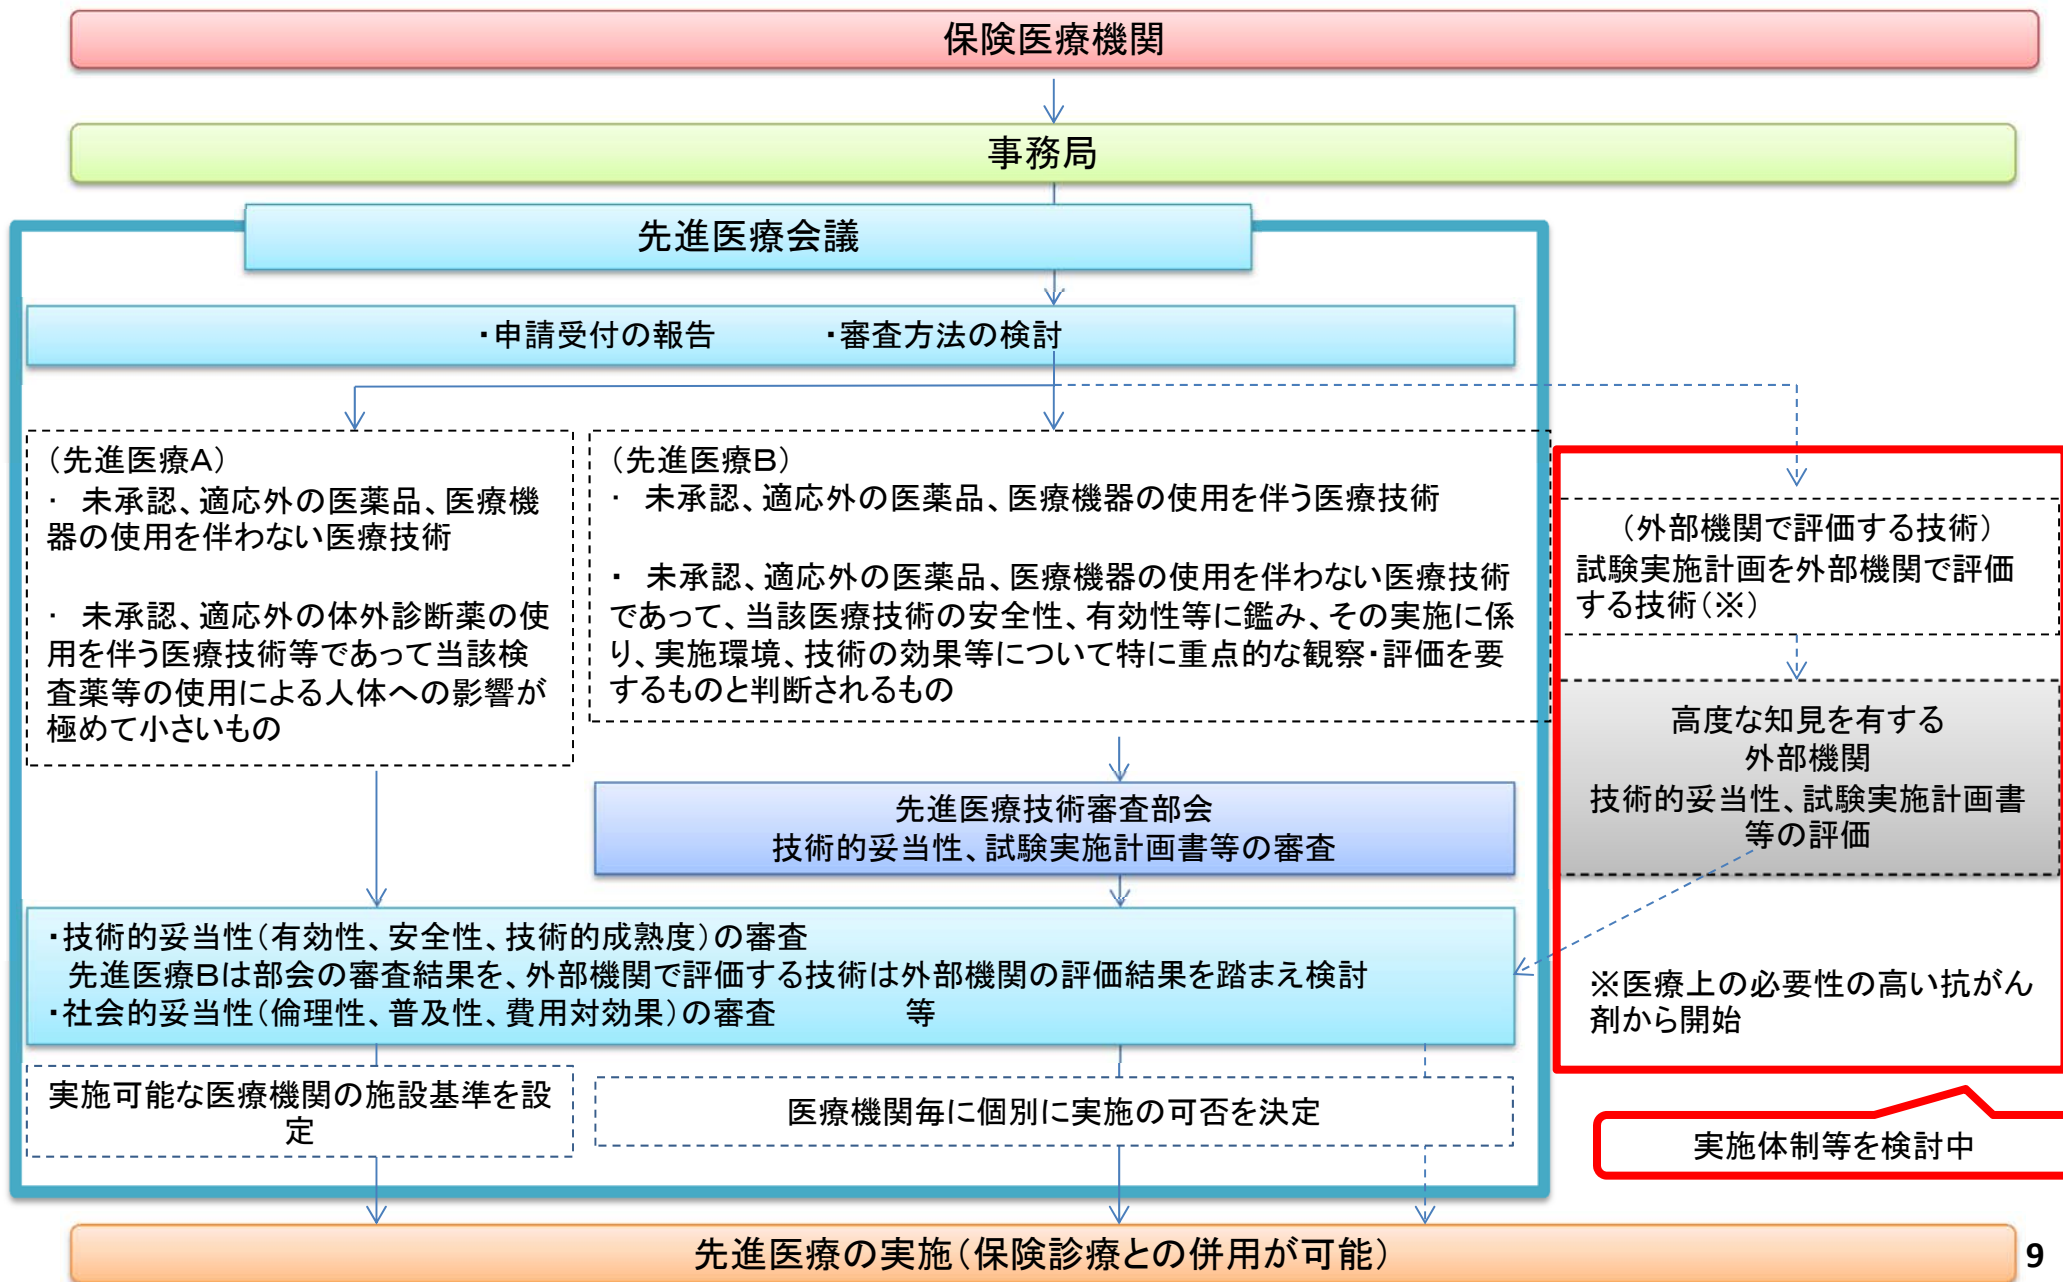 保険医療機関
事務局
先進医療会議
・申請受付の報告　　　・審査方法の検討
（先進医療A）
・ 未承認、適応外の医薬品、医療機
器の使用を伴わない医療技術
・ 未承認、適応外の体外診断薬の使
用を伴う医療技術等であって当該検
査薬等の使用による人体への影響が
極めて小さいもの
（先進医療B）
・ 未承認、適応外の医薬品、医療機器の使用を伴う医療技術
・ 未承認、適応外の医薬品、医療機器の使用を伴わない医療技術
であって、当該医療技術の安全性、有効性等に鑑み、その実施に係
り、実施環境、技術の効果等について特に重点的な観察・評価を要
するものと判断されるもの
（外部機関で評価する技術）
試験実施計画を外部機関で評価
する技術（※）
高度な知見を有する
外部機関
技術的妥当性、試験実施計画書
等の評価
先進医療技術審査部会
技術的妥当性、試験実施計画書等の審査
・技術的妥当性（有効性、安全性、技術的成熟度）の審査
先進医療Bは部会の審査結果を、外部機関で評価する技術は外部機関の評価結果を踏まえ検討
・社会的妥当性（倫理性、普及性、費用対効果）の審査　　　　等
※医療上の必要性の高い抗がん
剤から開始
実施可能な医療機関の施設基準を設
定
医療機関毎に個別に実施の可否を決定
実施体制等を検討中
先進医療の実施（保険診療との併用が可能）
9